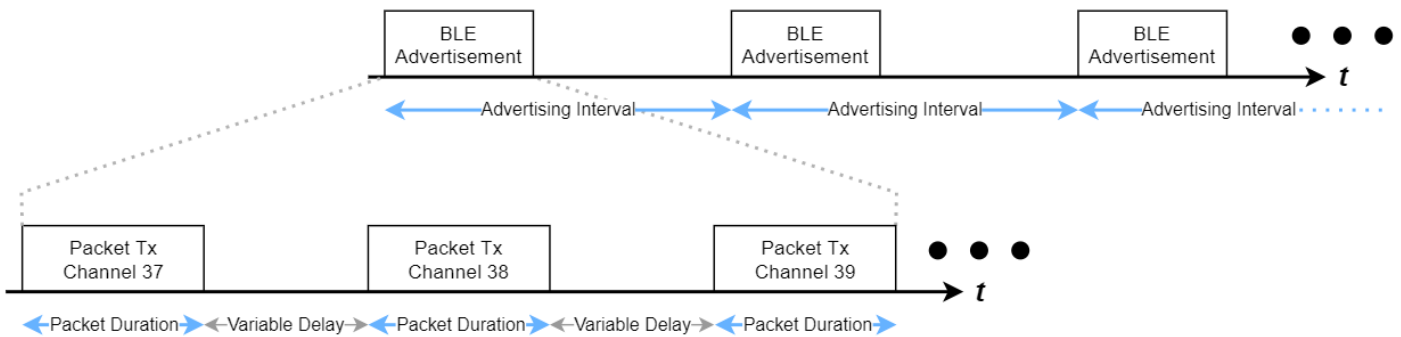 BLE
Advertisement
BLE
Advertisement
BLE
Advertisement
t
Advertising Interval
Advertising Interval
Advertising Interval
Packet Tx
Channel 37
Packet Tx
Channel 38
Packet Tx
Channel 39
t
Packet Duration
Variable Delay
Packet Duration
Variable Delay
Packet Duration